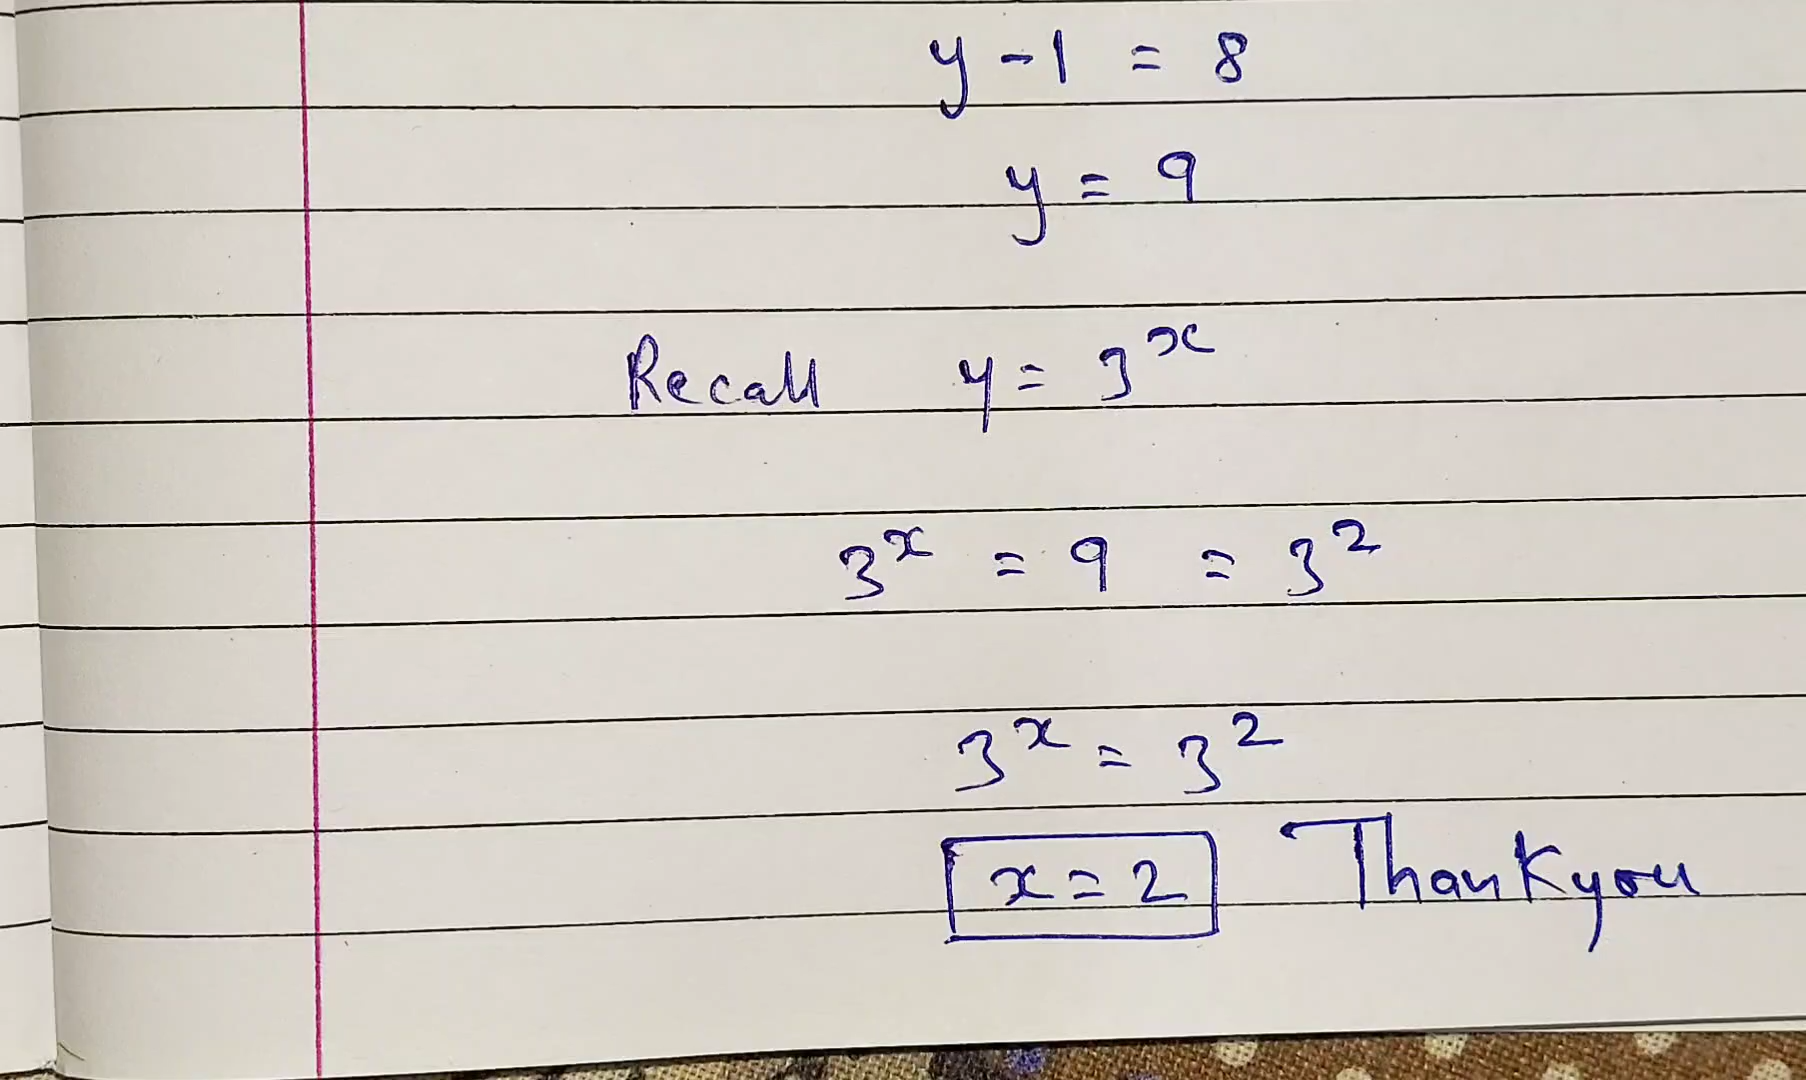 y - 1 = 8
y = 9
Recall y = 3^x
3^x = 9 = 3^2
3^x = 3^2
x = 2 Thankyou